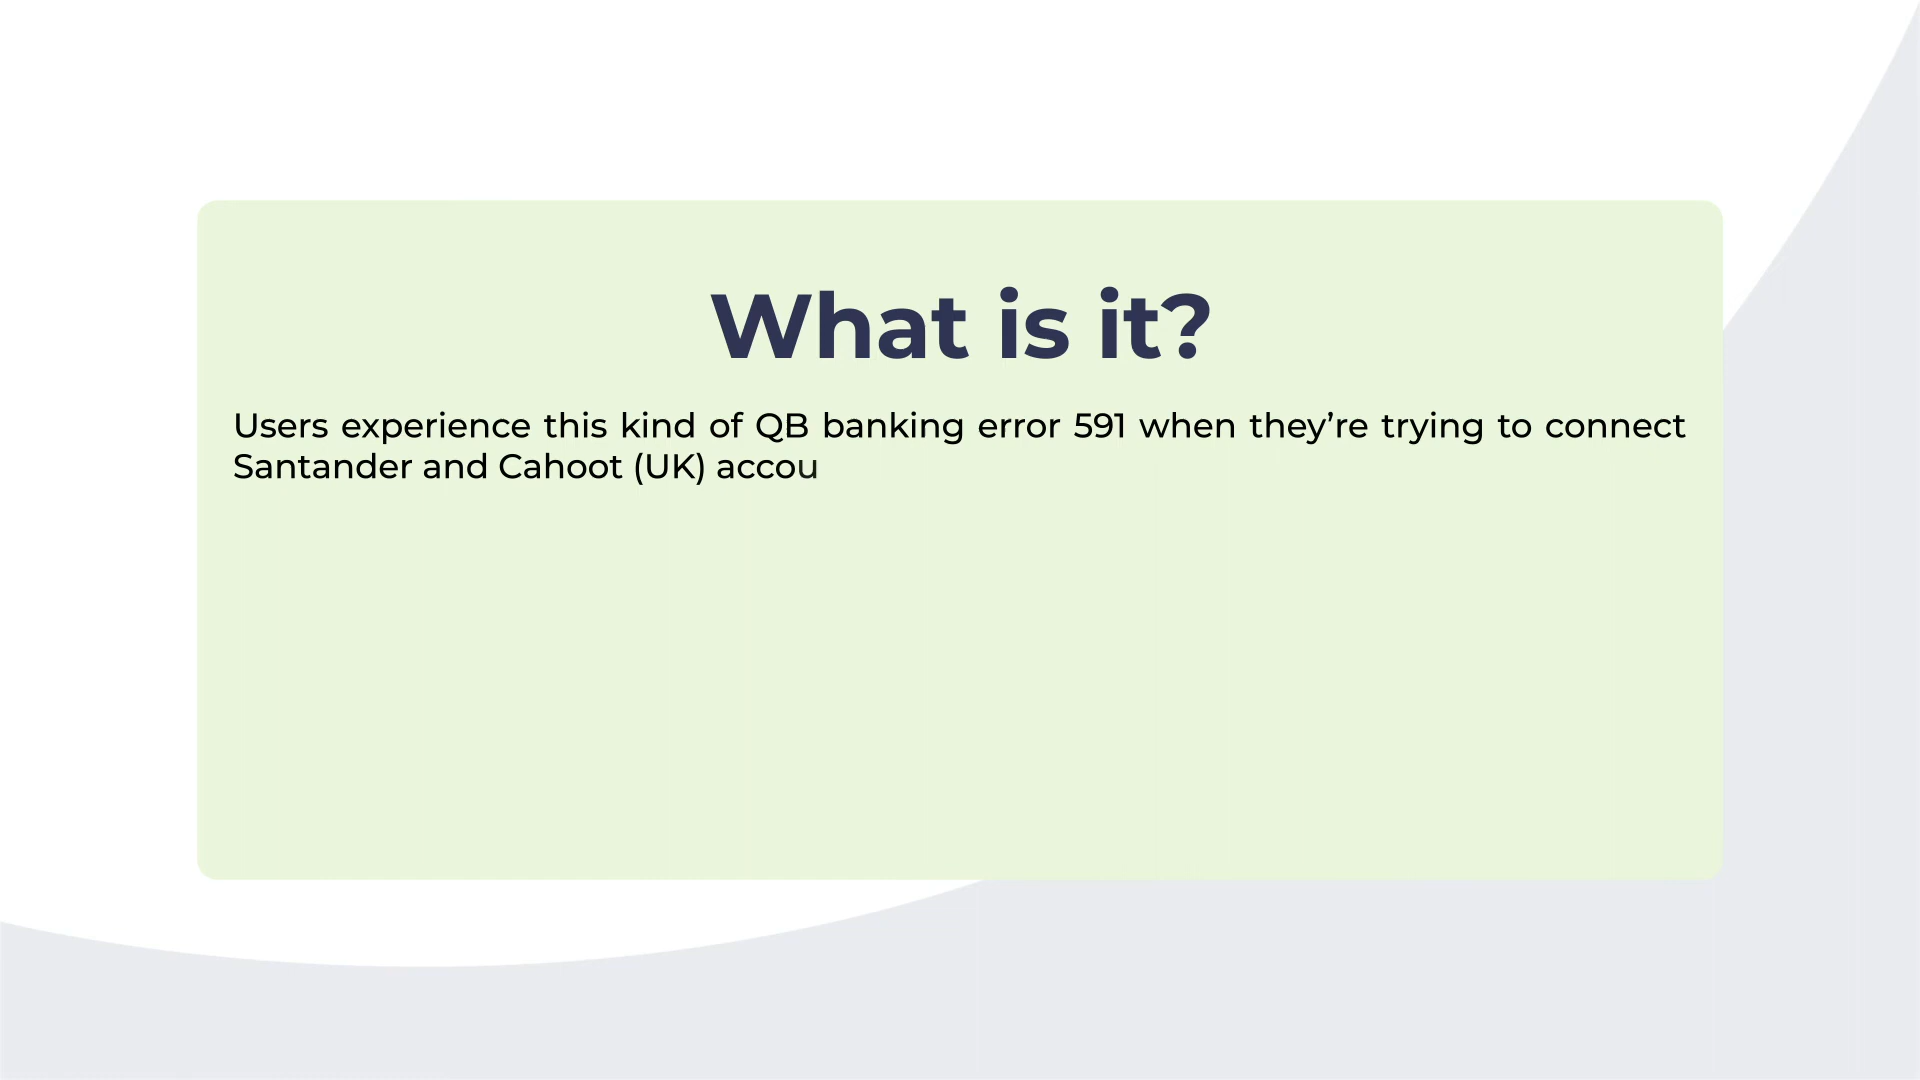 What is it?
Users experience this kind of QB banking error 591 when they’re trying to connect
Santander and Cahoot (UK) accou